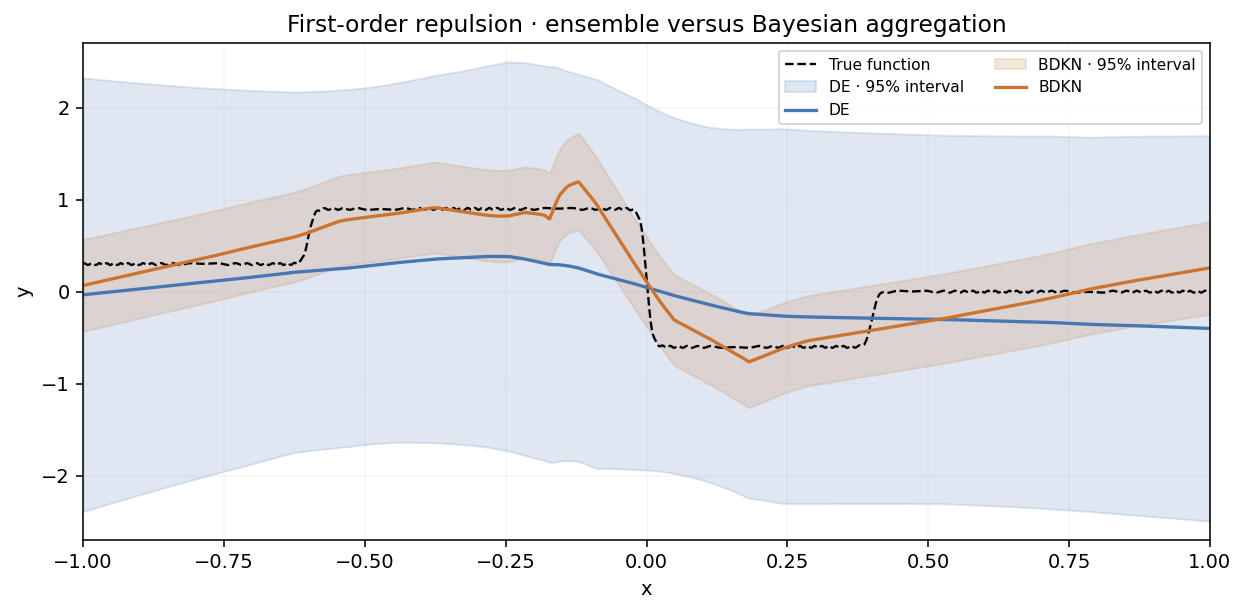 First-order repulsion · ensemble versus Bayesian aggregation
True function
DE · 95% interval
DE
BDKN · 95% interval
BDKN
y
2
1
0
−1
−2
−1.00 −0.75 −0.50 −0.25 0.00 0.25 0.50 0.75 1.00
x